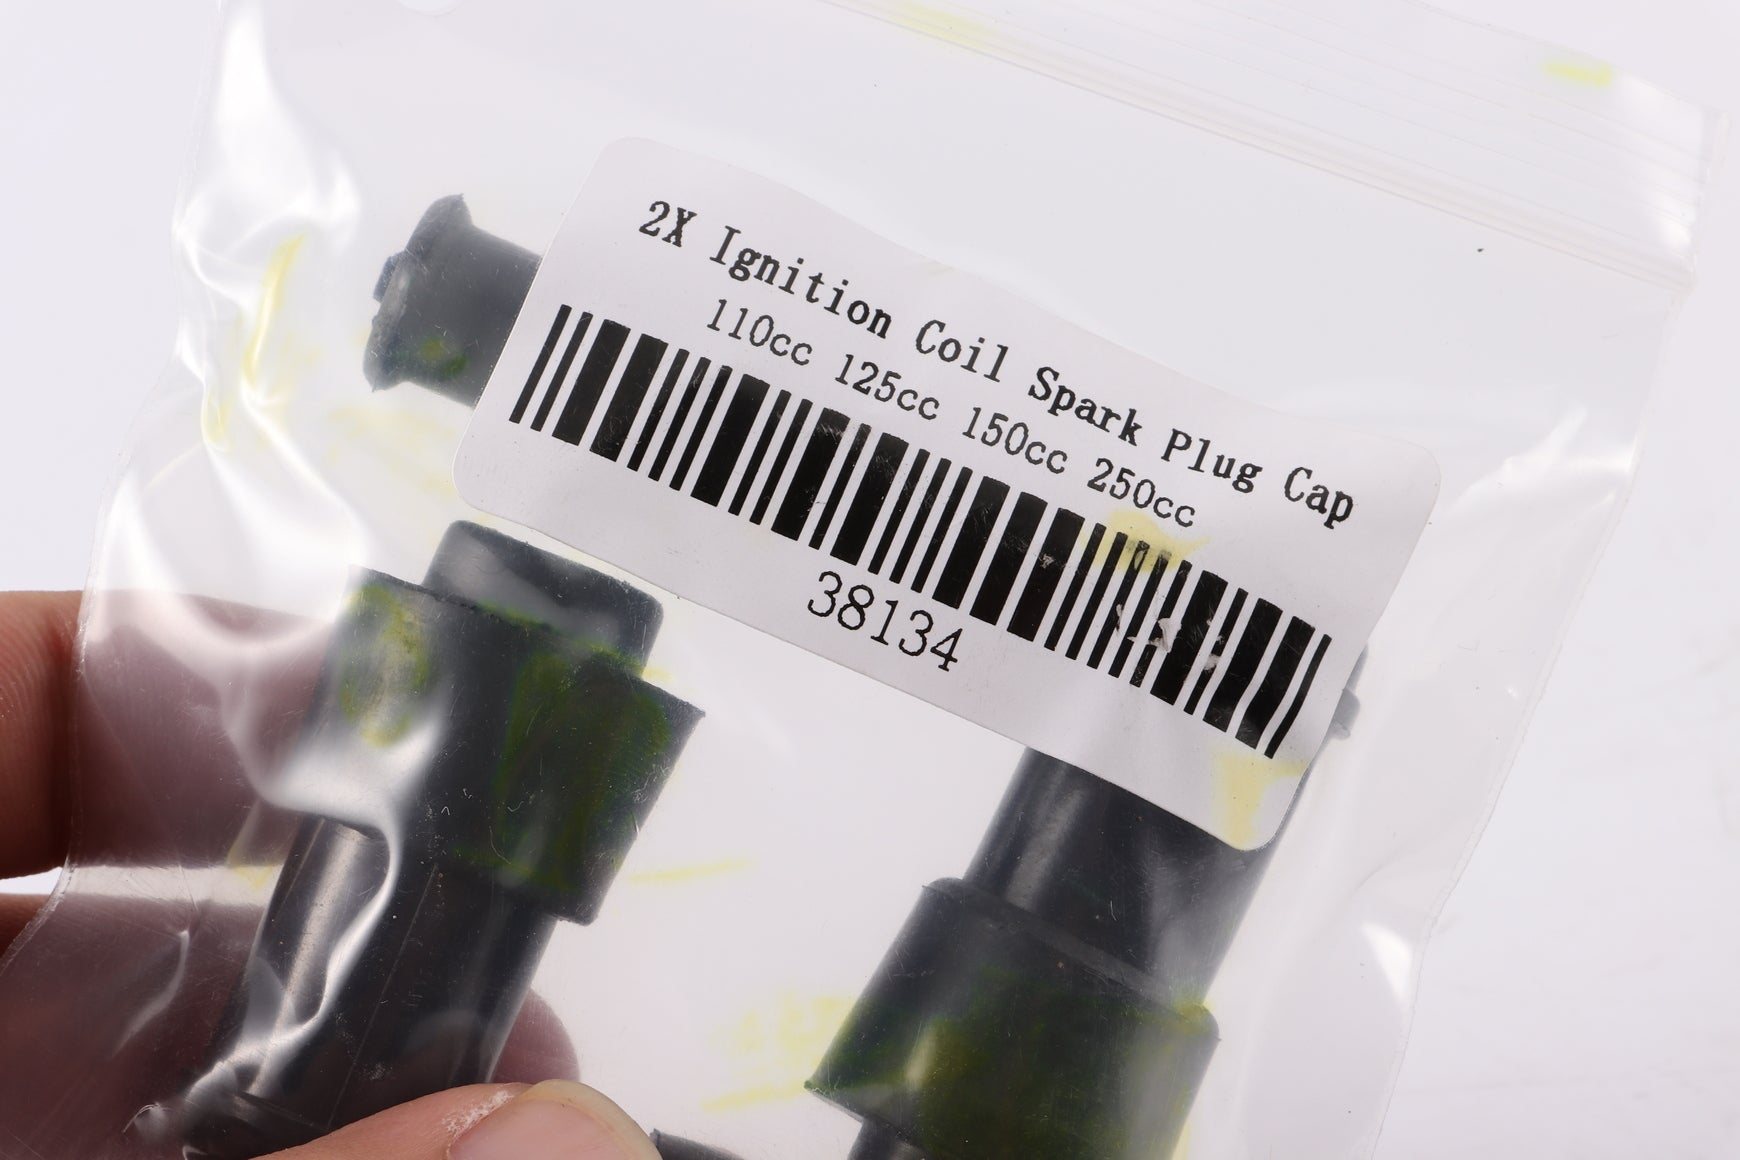 2X Ignition Coil Spark Plug Cap
110cc 125cc 150cc 250cc
38134